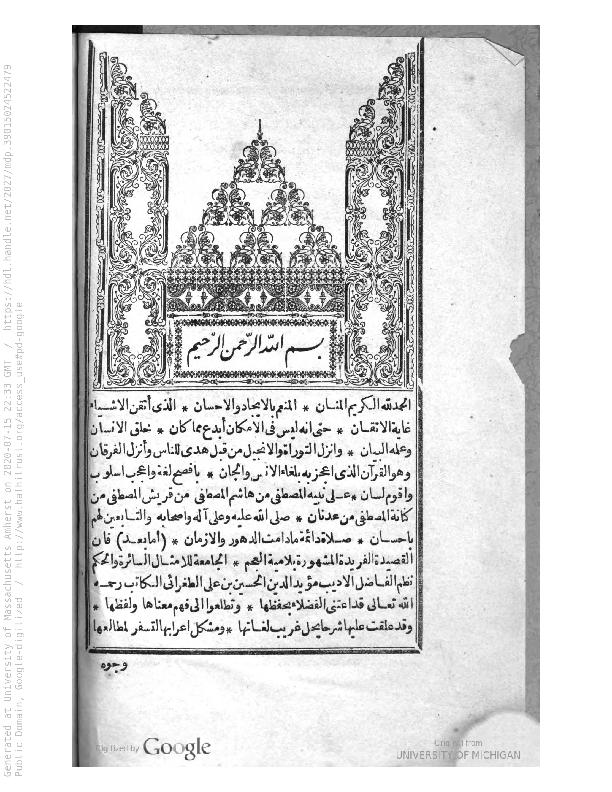 بسم الله الرحمن الرحيم
الحمد لله الكريم المنان * المنعم بالايجاد والاحسان * الذى أتقن الاشياء
غاية الاتقان * حتى انه ليس فى الامكان أبدع مما كان * خلق الانسان
وعلمه البيان * وانزل التوراة والانجيل من قبل هدى للناس وأنزل الفرقان
وهو القرآن الذى اعجز به بلغاء الانس والجان * بافصح لغة واعجب اسلوب
واقوم لسان * على نبيه المصطفى من هاشم المصطفى من قريش المصطفى من
كنانة المصطفى من عدنان * صلى الله عليه وعلى آله واصحابه والتابعين لهم
باحسان * صلاة دائمة مادامت الدهور والازمان * (أما بعد) فان
القصيدة الفريدة المشهورة بلامية العجم * الجامعة للامثال السائرة والحكم
نظم الفاضل الاديب مؤيد الدين الحسين بن على الطغرائى الكاتب رحمه
الله تعالى قد اعتنى الفضلاء بحفظها * وتطلعوا الى فهم معناها ولفظها *
وقد علقت عليها شرحا يحل غريب لغاتها * ومشكل اعرابها التسفر لمطالعها
وجوه
Digitized by Google
Original from
UNIVERSITY OF MICHIGAN
Generated at University of Massachusetts Amherst on 2020-07-15 22:33 GMT / https://hdl.handle.net/2027/mdp.39015024522479
Public Domain, Google-digitized / http://www.hathitrust.org/access_use#pd-google